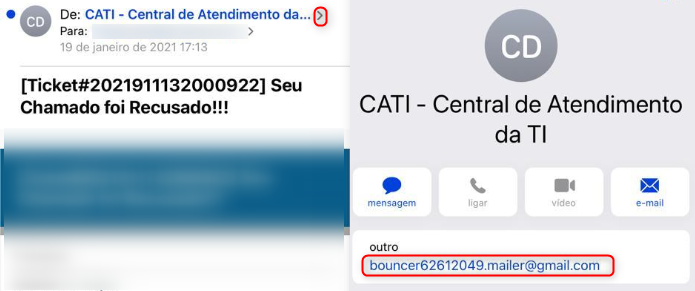 CD
De: CATI - Central de Atendimento da...
Para:
19 de janeiro de 2021 17:13
[Ticket#2021911132000922] Seu
Chamado foi Recusado!!!
CD
CATI - Central de Atendimento
da TI
mensagem
ligar
vídeo
e-mail
outro
bouncer62612049.mailer@gmail.com